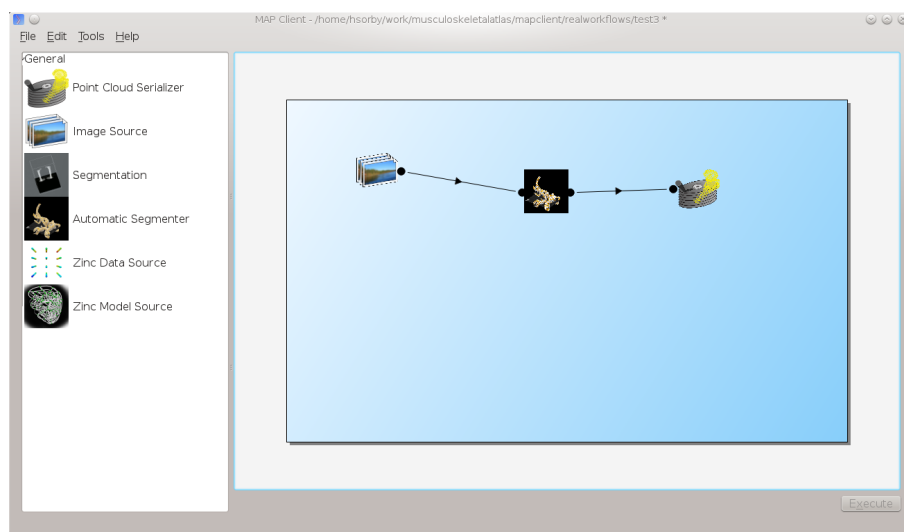 MAP Client - /home/hsorby/work/musculoskeletalatlas/mapclient/realworkflows/test3 *
File Edit Tools Help
General
Point Cloud Serializer
Image Source
Segmentation
Automatic Segmenter
Zinc Data Source
Zinc Model Source
Execute